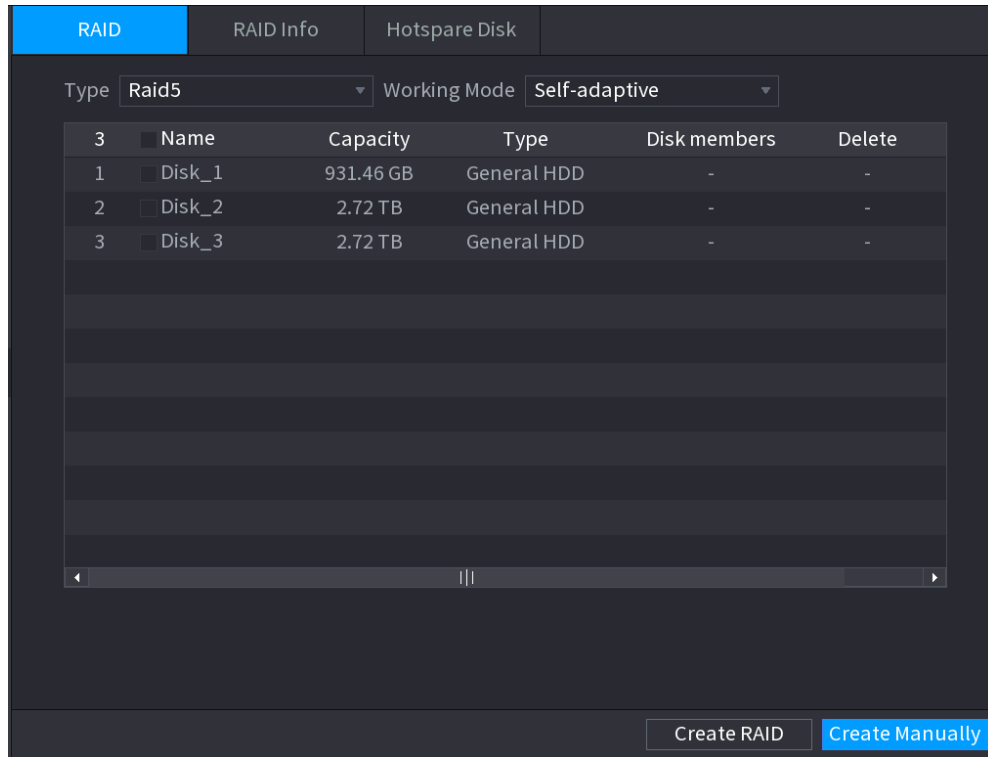 RAID RAID Info Hotspare Disk
Type Raid5 Working Mode Self-adaptive
3 Name Capacity Type Disk members Delete
1 Disk_1 931.46 GB General HDD - -
2 Disk_2 2.72 TB General HDD - -
3 Disk_3 2.72 TB General HDD - -
Create RAID Create Manually